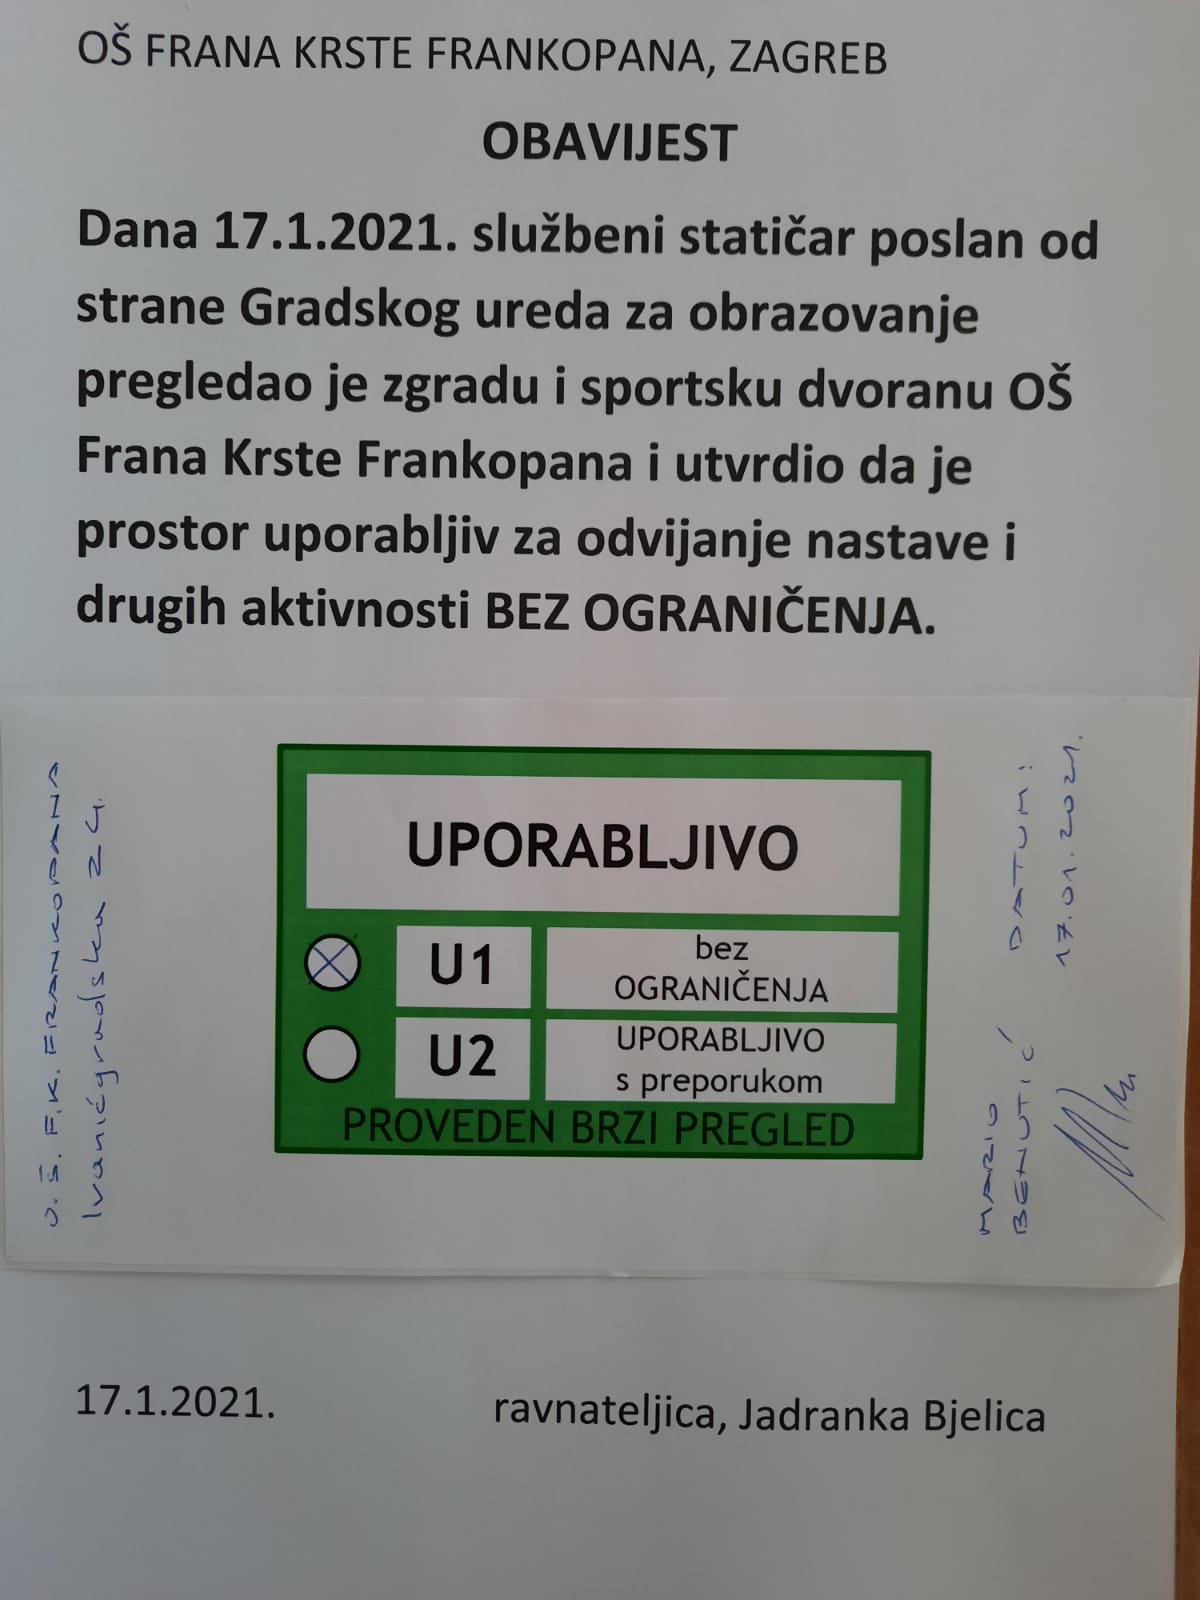 OŠ FRANA KRSTE FRANKOPANA, ZAGREB
OBAVIJEST
Dana 17.1.2021. službeni statičar poslan od
strane Gradskog ureda za obrazovanje
pregledao je zgradu i sportsku dvoranu OŠ
Frana Krste Frankopana i utvrdio da je
prostor uporabljiv za odvijanje nastave i
drugih aktivnosti BEZ OGRANIČENJA.
O.Š. F.K. FRANKOPANA
Ivanićgradska 24.
UPORABLJIVO
U1
bez
OGRANIČENJA
U2
UPORABLJIVO
s preporukom
PROVEDEN BRZI PREGLED
MARIO
BENUTIĆ
DATUM:
17.01.2021.
17.1.2021. ravnateljica, Jadranka Bjelica